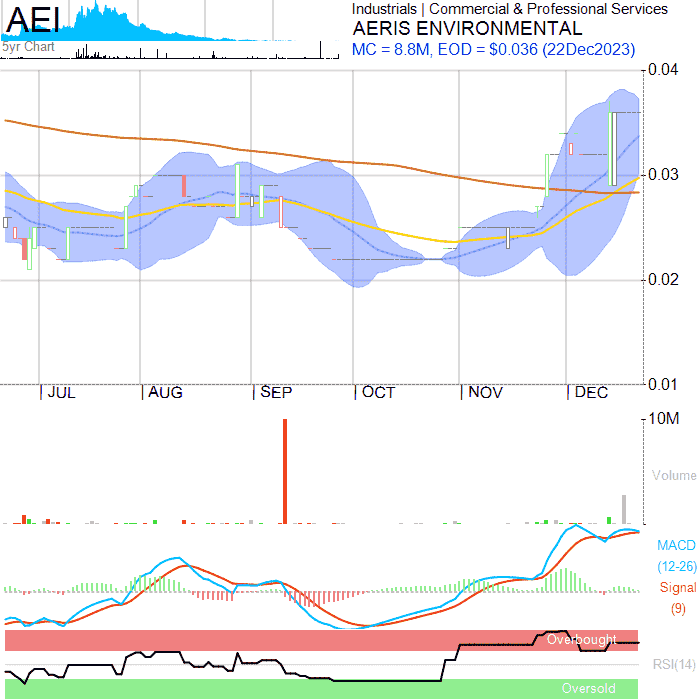 AEI
5yr Chart
Industrials | Commercial & Professional Services
AERIS ENVIRONMENTAL
MC = 8.8M, EOD = $0.036 (22Dec2023)
0.04
0.03
0.02
0.01
| JUL | AUG | SEP | OCT | NOV | DEC
10M
Volume
MACD
(12-26)
Signal
(9)
Overbought
RSI(14)
Oversold